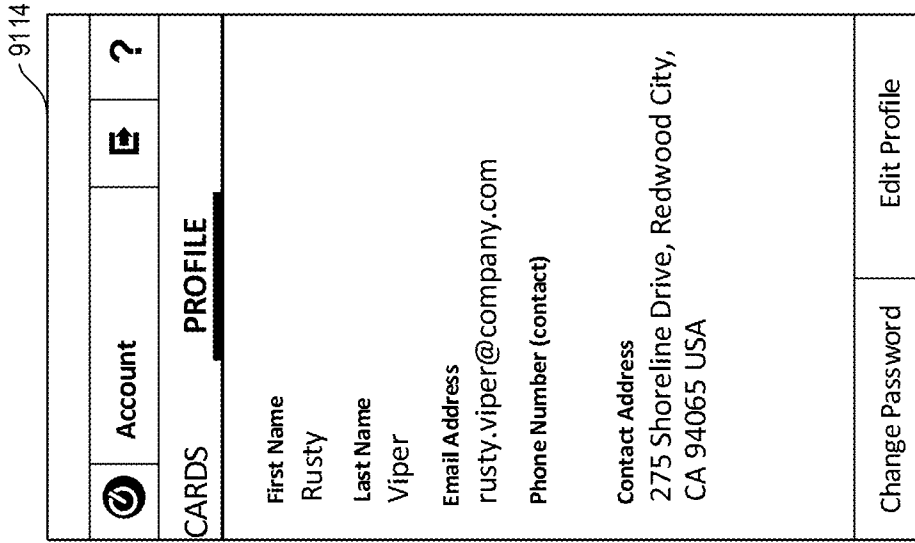 9114
Account
?
CARDS
PROFILE
First Name
Rusty
Last Name
Viper
Email Address
rusty.viper@company.com
Phone Number (contact)
Contact Address
275 Shoreline Drive, Redwood City,
CA 94065 USA
Change Password
Edit Profile